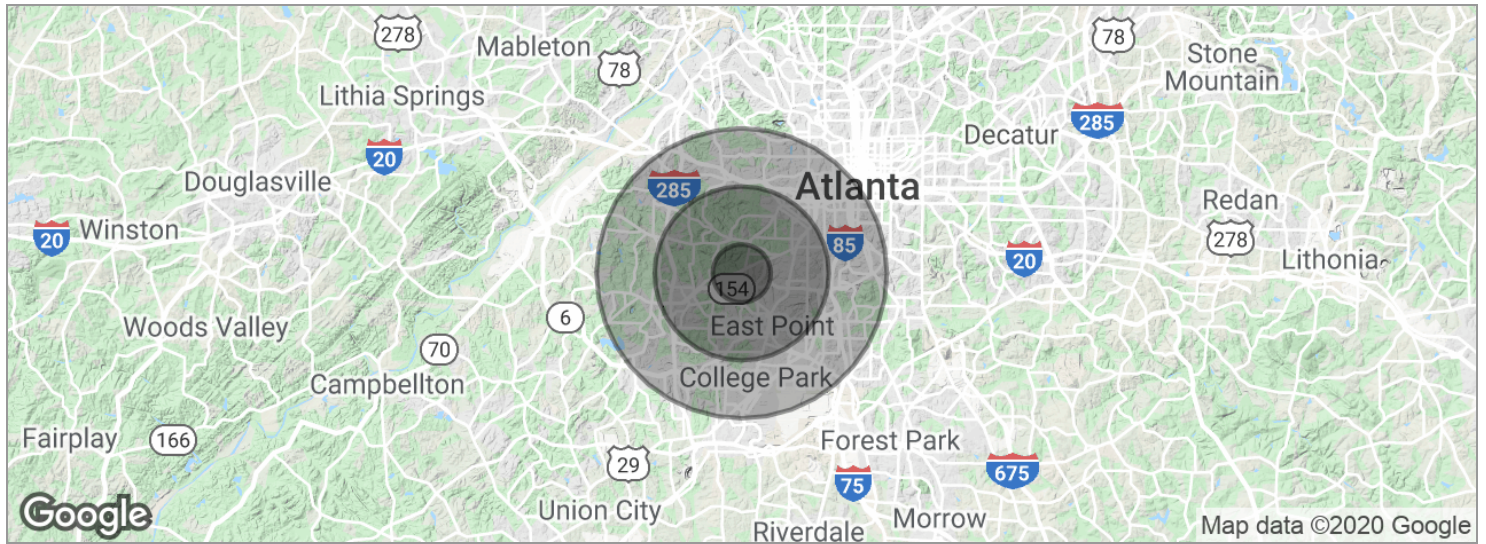 278
Mableton
78
78
Stone
Mountain
Lithia Springs
285
Decatur
20
Douglasville
285
Atlanta
Redan
20
Winston
85
278
20
Lithonia
154
6
East Point
Woods Valley
70
Campbellton
College Park
Fairplay
166
Forest Park
29
75
675
Union City
Morrow
Riverdale
Google
Map data ©2020 Google